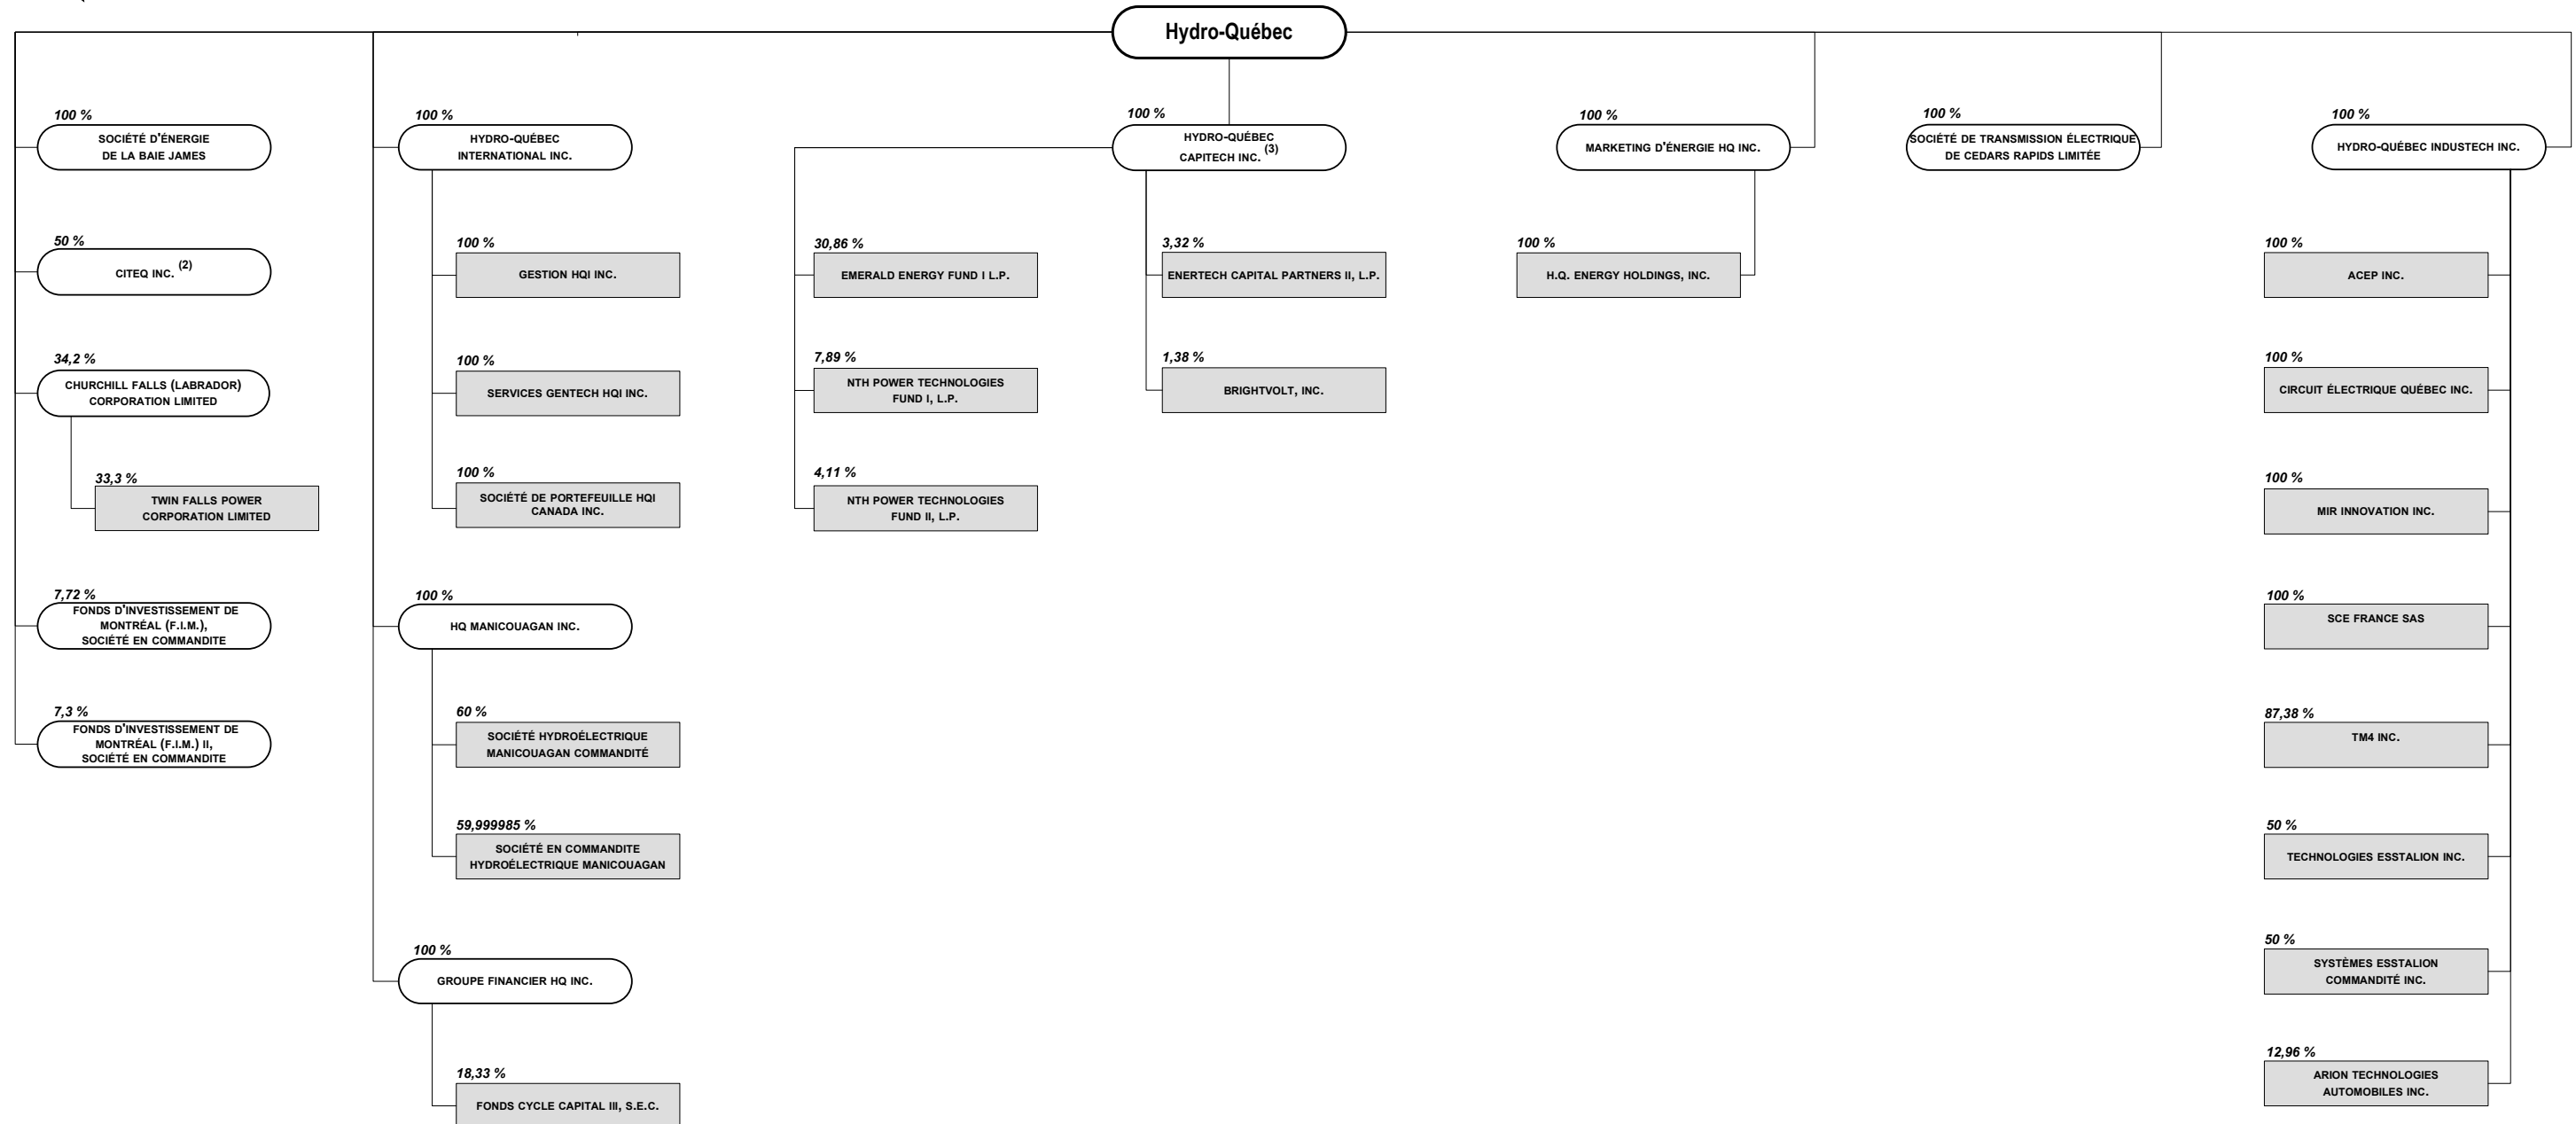 Hydro-Québec
100 %
SOCIÉTÉ D'ÉNERGIE
DE LA BAIE JAMES
50 %
CITEQ INC. (2)
34,2 %
CHURCHILL FALLS (LABRADOR)
CORPORATION LIMITED
33,3 %
TWIN FALLS POWER
CORPORATION LIMITED
7,72 %
FONDS D'INVESTISSEMENT DE
MONTRÉAL (F.I.M.),
SOCIÉTÉ EN COMMANDITE
7,3 %
FONDS D'INVESTISSEMENT DE
MONTRÉAL (F.I.M.) II,
SOCIÉTÉ EN COMMANDITE
100 %
HYDRO-QUÉBEC
INTERNATIONAL INC.
100 %
GESTION HQI INC.
100 %
SERVICES GENTECH HQI INC.
100 %
SOCIÉTÉ DE PORTEFEUILLE HQI
CANADA INC.
100 %
HQ MANICOUAGAN INC.
60 %
SOCIÉTÉ HYDROÉLECTRIQUE
MANICOUAGAN COMMANDITÉ
59,999985 %
SOCIÉTÉ EN COMMANDITE
HYDROÉLECTRIQUE MANICOUAGAN
100 %
GROUPE FINANCIER HQ INC.
18,33 %
FONDS CYCLE CAPITAL III, S.E.C.
100 %
HYDRO-QUÉBEC
CAPITECH INC. (3)
30,86 %
EMERALD ENERGY FUND I L.P.
7,89 %
NTH POWER TECHNOLOGIES
FUND I, L.P.
4,11 %
NTH POWER TECHNOLOGIES
FUND II, L.P.
3,32 %
ENERTECH CAPITAL PARTNERS II, L.P.
1,38 %
BRIGHTVOLT, INC.
100 %
MARKETING D'ÉNERGIE HQ INC.
100 %
H.Q. ENERGY HOLDINGS, INC.
100 %
SOCIÉTÉ DE TRANSMISSION ÉLECTRIQUE
DE CEDARS RAPIDS LIMITÉE
100 %
HYDRO-QUÉBEC INDUSTECH INC.
100 %
ACEP INC.
100 %
CIRCUIT ÉLECTRIQUE QUÉBEC INC.
100 %
MIR INNOVATION INC.
100 %
SCE FRANCE SAS
87,38 %
TM4 INC.
50 %
TECHNOLOGIES ESSTALION INC.
50 %
SYSTÈMES ESSTALION
COMMANDITÉ INC.
12,96 %
ARION TECHNOLOGIES
AUTOMOBILES INC.